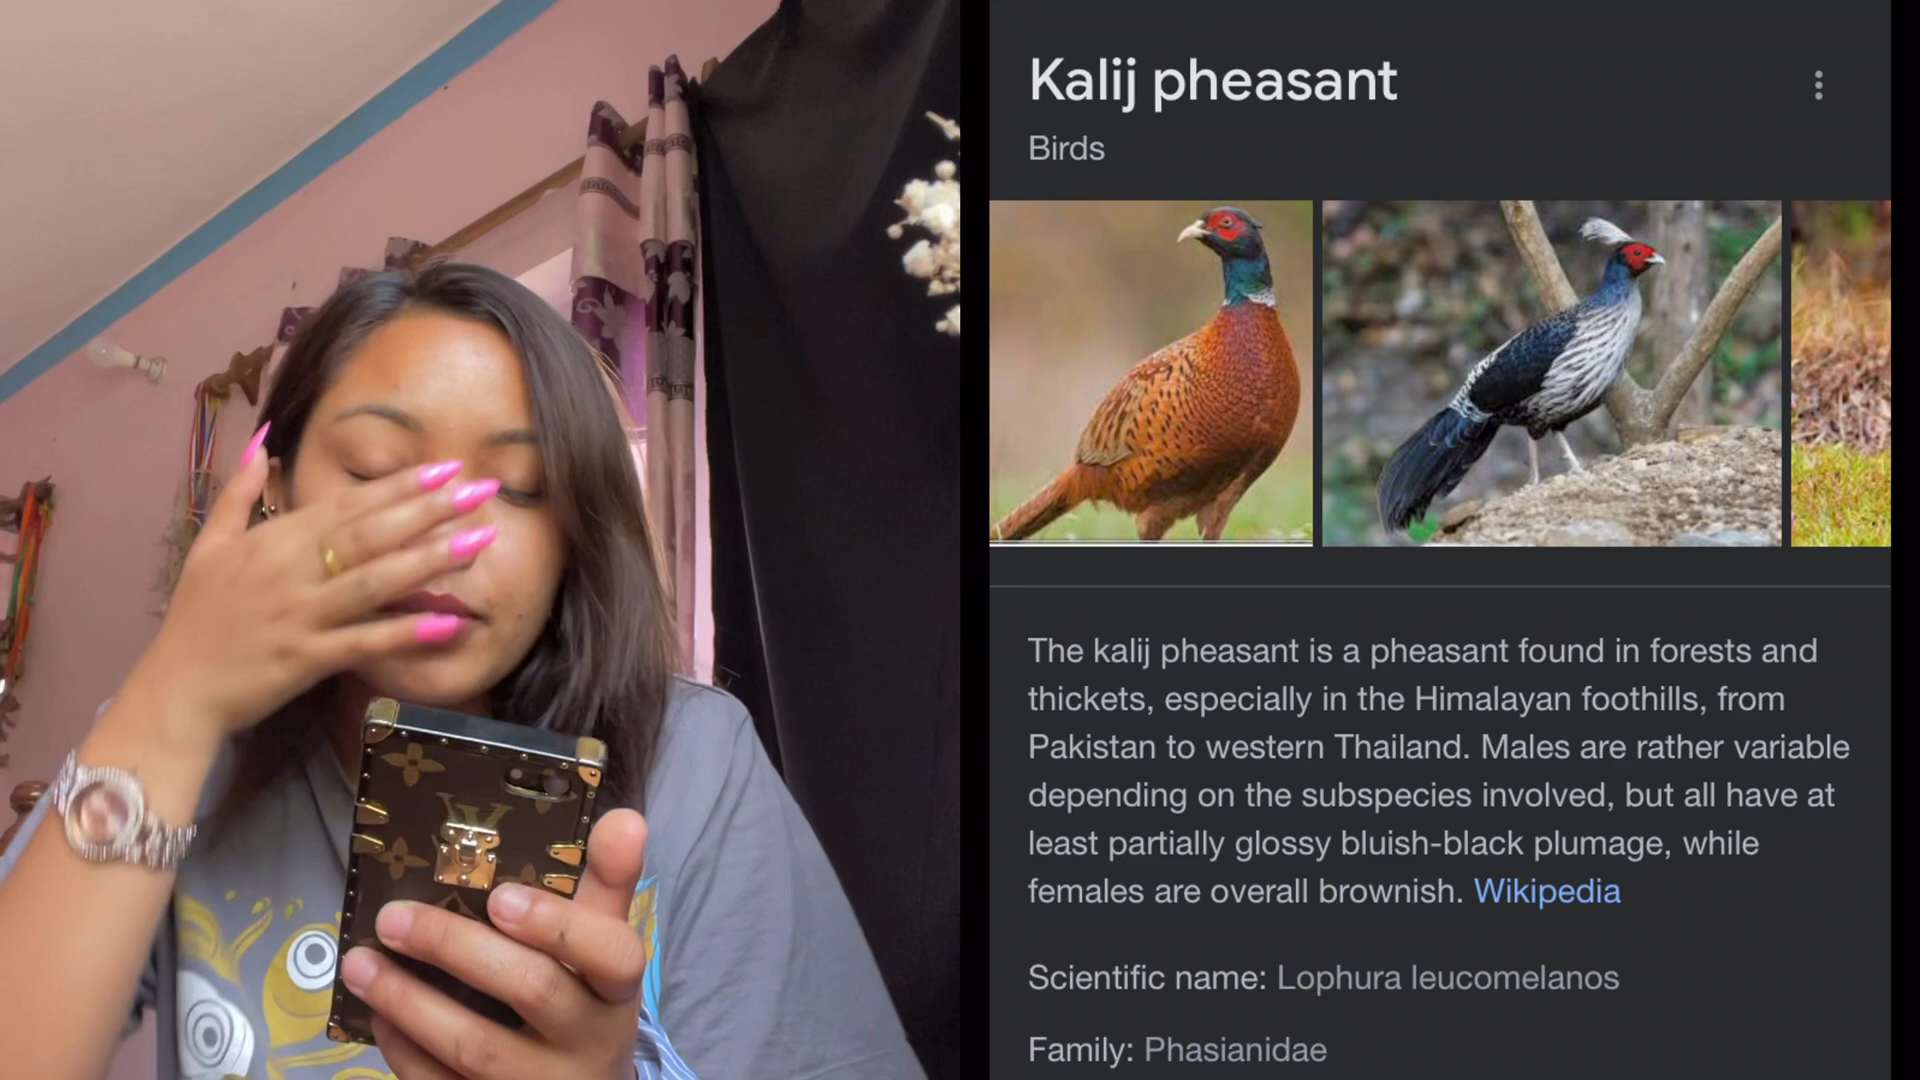 Kalij pheasant
Birds
The kalij pheasant is a pheasant found in forests and
thickets, especially in the Himalayan foothills, from
Pakistan to western Thailand. Males are rather variable
depending on the subspecies involved, but all have at
least partially glossy bluish-black plumage, while
females are overall brownish. Wikipedia
Scientific name: Lophura leucomelanos
Family: Phasianidae